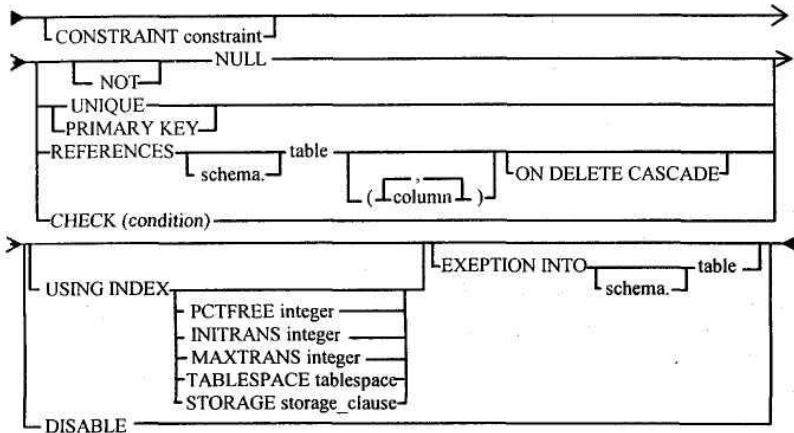 CONSTRAINT constraint
NULL
NOT
UNIQUE
PRIMARY KEY
REFERENCES table
schema.
,
(column)
ON DELETE CASCADE
CHECK (condition)
USING INDEX
EXEPTION INTO table
schema.
PCTFREE integer
INITRANS integer
MAXTRANS integer
TABLESPACE tablespace
STORAGE storage_clause
DISABLE